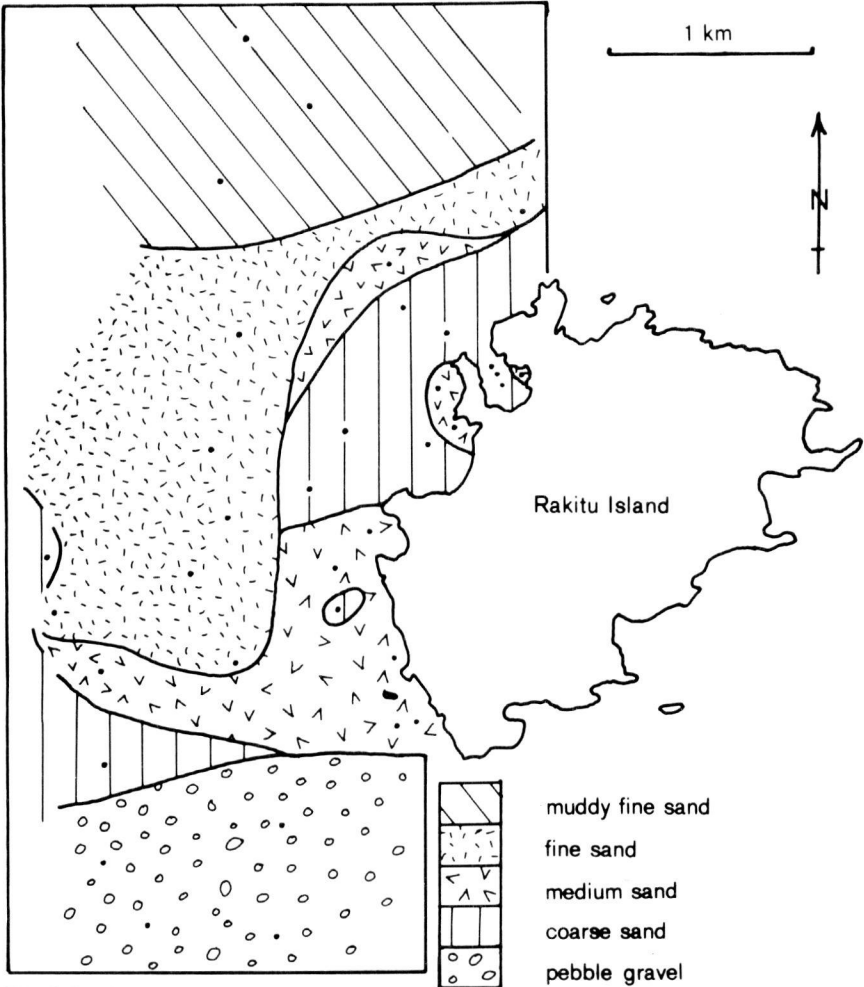 1 km
N
Rakitu Island
muddy fine sand
fine sand
medium sand
coarse sand
pebble gravel